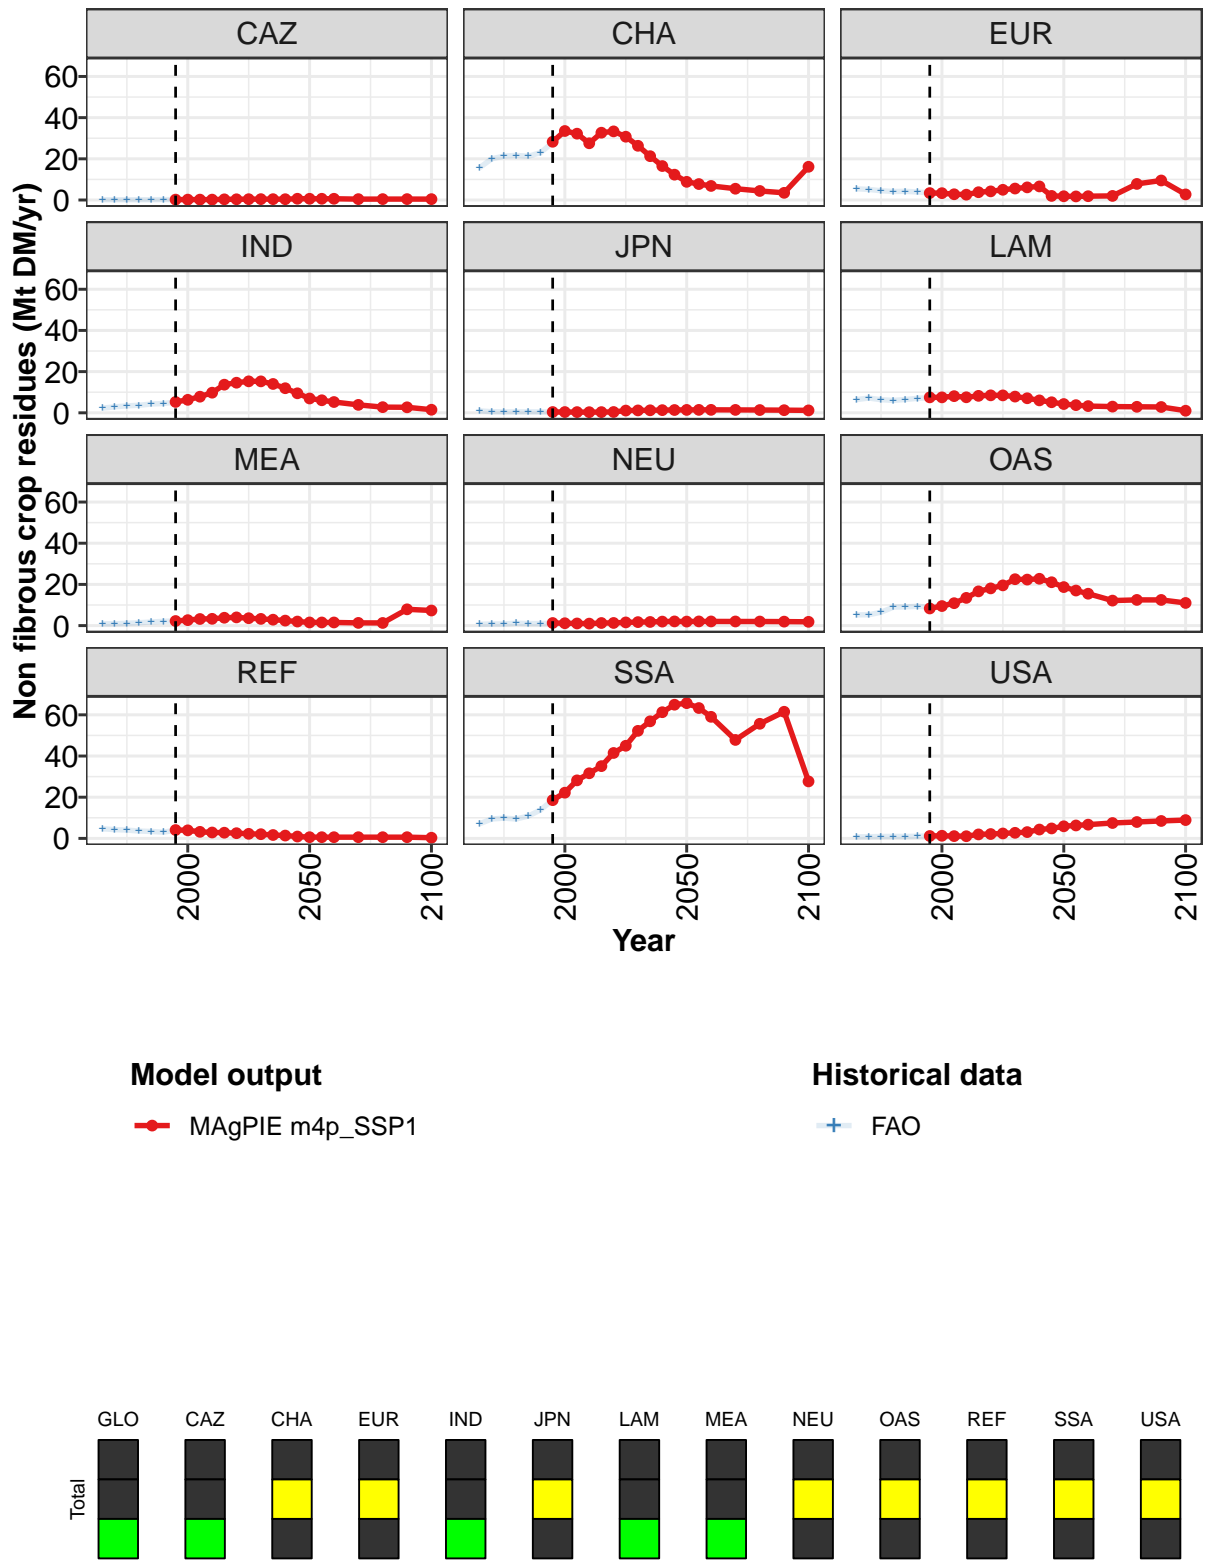 CAZ CHA EUR
60
40
20
0
IND JPN LAM
60
40
20
0
MEA NEU OAS
60
40
20
0
REF SSA USA
60
40
20
0
2000 2050 2100 2000 2050 2100 2000 2050 2100
Non fibrous crop residues (Mt DM/yr)
Year
Model output
MAgPIE m4p_SSP1
Historical data
FAO
GLO CAZ CHA EUR IND JPN LAM MEA NEU OAS REF SSA USA
Total